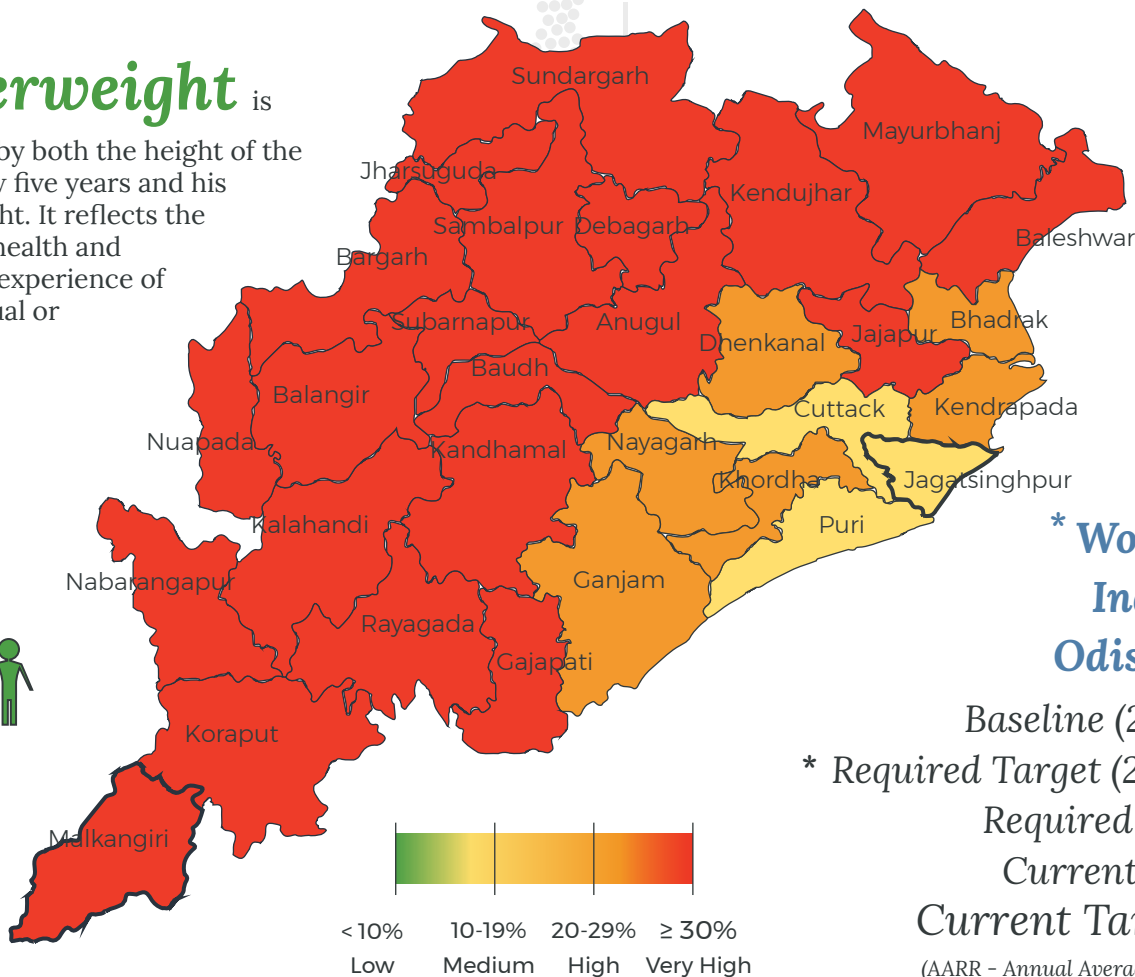 erweight is
by both the height of the
five years and his
ht. It reflects the
health and
experience of
al or
Sundargarh
Mayurbhanj
Jharsuguda
Kendujhar
Sambalpur
Debagarh
Baleshwar
Bargarh
Subarnapur
Anugul
Bhadrak
Jajapur
Dhenkanal
Baudh
Balangir
Cuttack
Kendrapada
Nuapada
Nayagarh
Kandhamal
Khordha
Jagatsinghpur
Kalahandi
Puri
Nabarangapur
Ganjam
Rayagada
Gajapati
Koraput
Malkangiri
* Wo
In
Odis
Baseline (2
* Required Target (2
Required
Current
Current Ta
(AARR - Annual Avera
<10% 10-19% 20-29% ≥ 30%
Low Medium High Very High